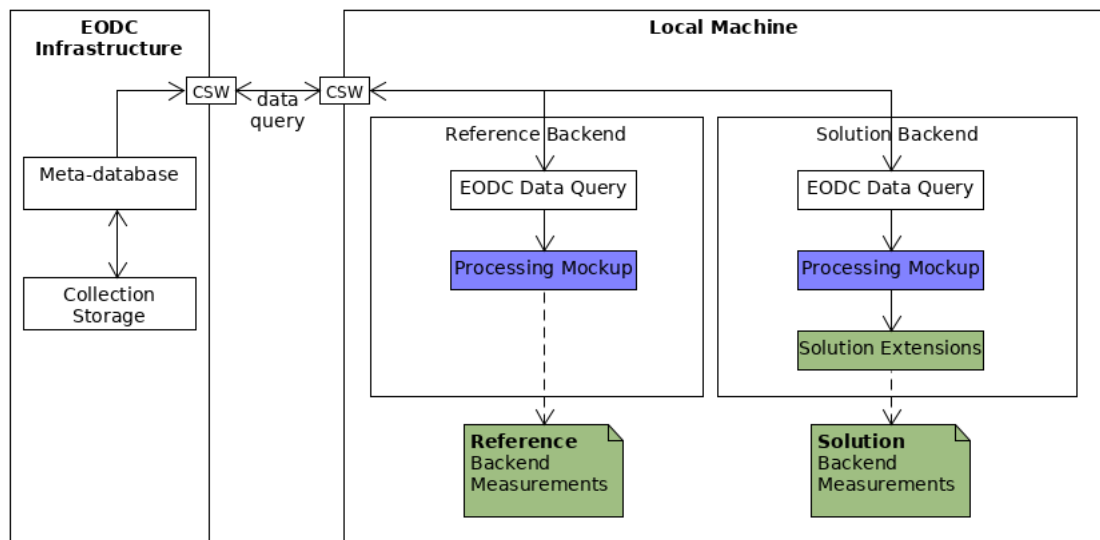 EODC
Infrastructure
Local Machine
CSW
data
query
CSW
Meta-database
Collection
Storage
Reference Backend
EODC Data Query
Processing Mockup
Reference
Backend
Measurements
Solution Backend
EODC Data Query
Processing Mockup
Solution Extensions
Solution
Backend
Measurements